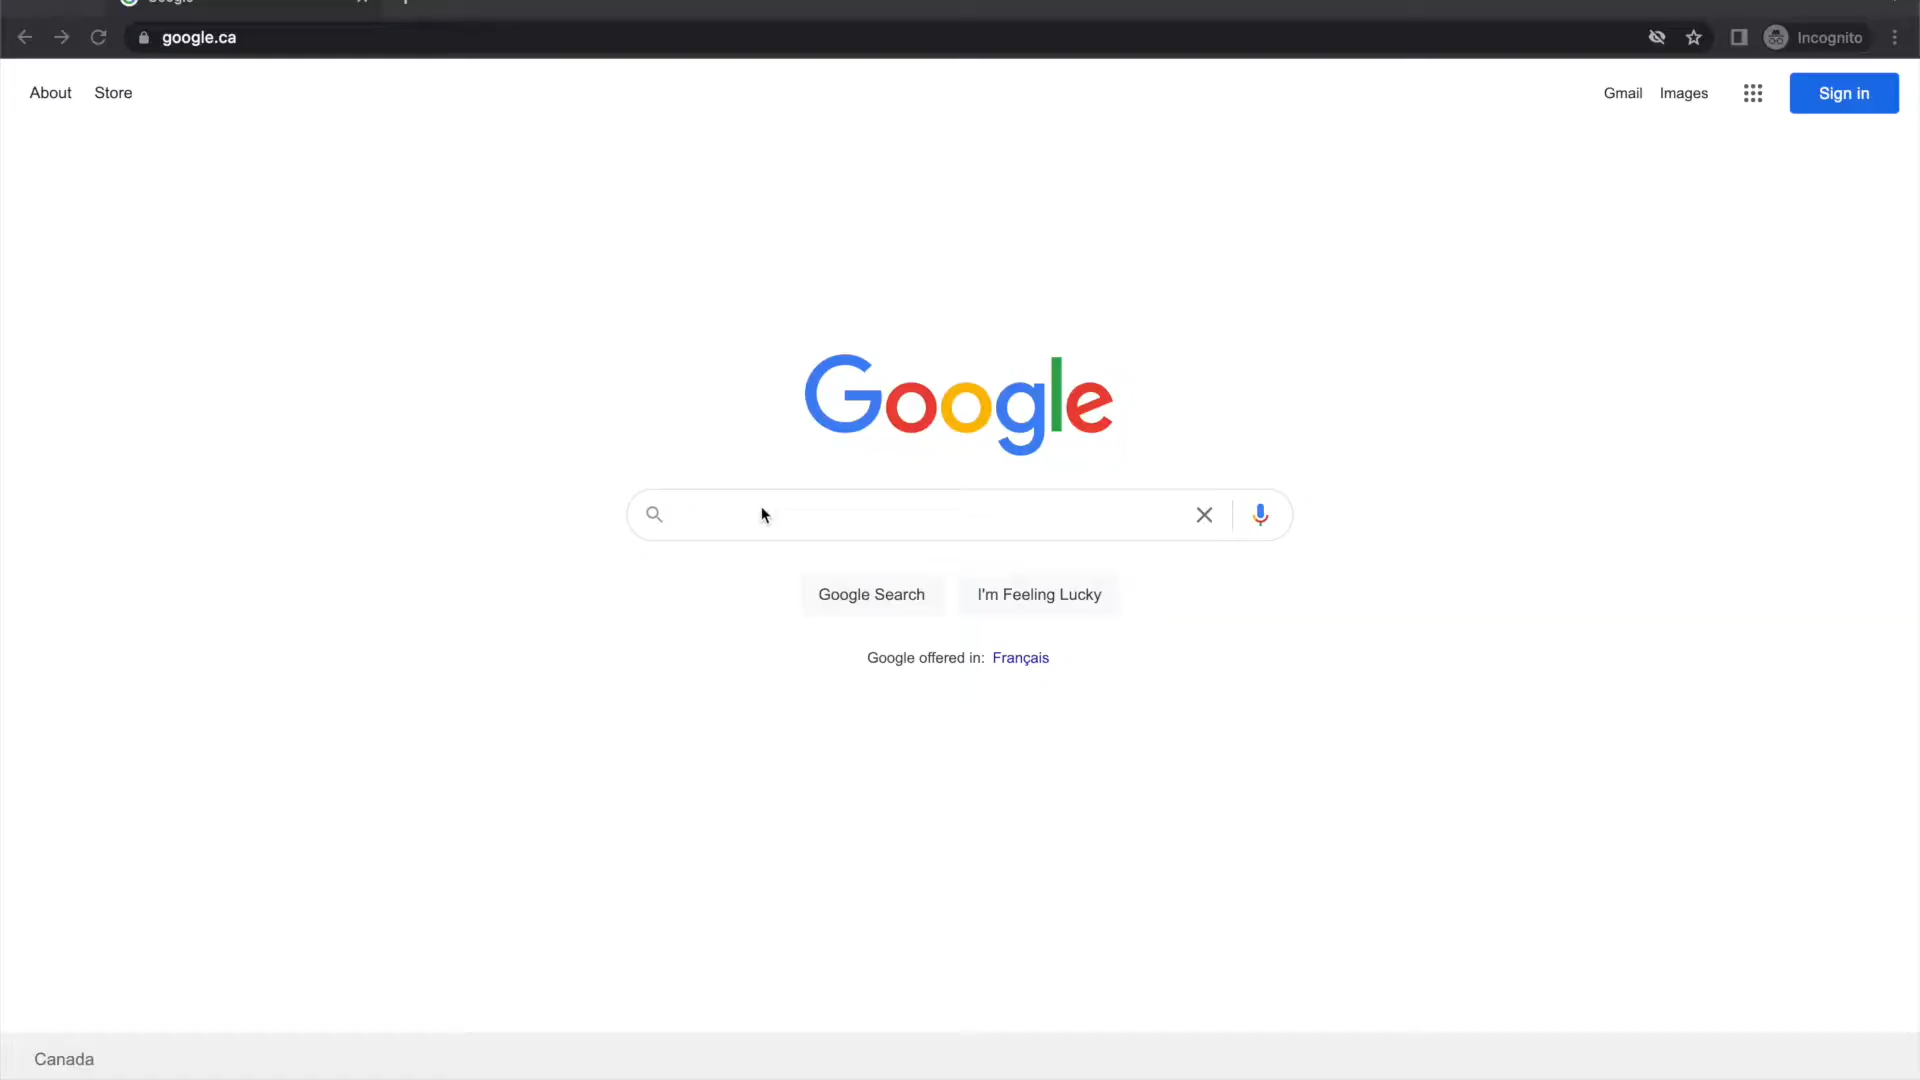 Google
google.ca
Incognito
About Store
Gmail Images Sign in
Google
Google Search I'm Feeling Lucky
Google offered in: Français
Canada